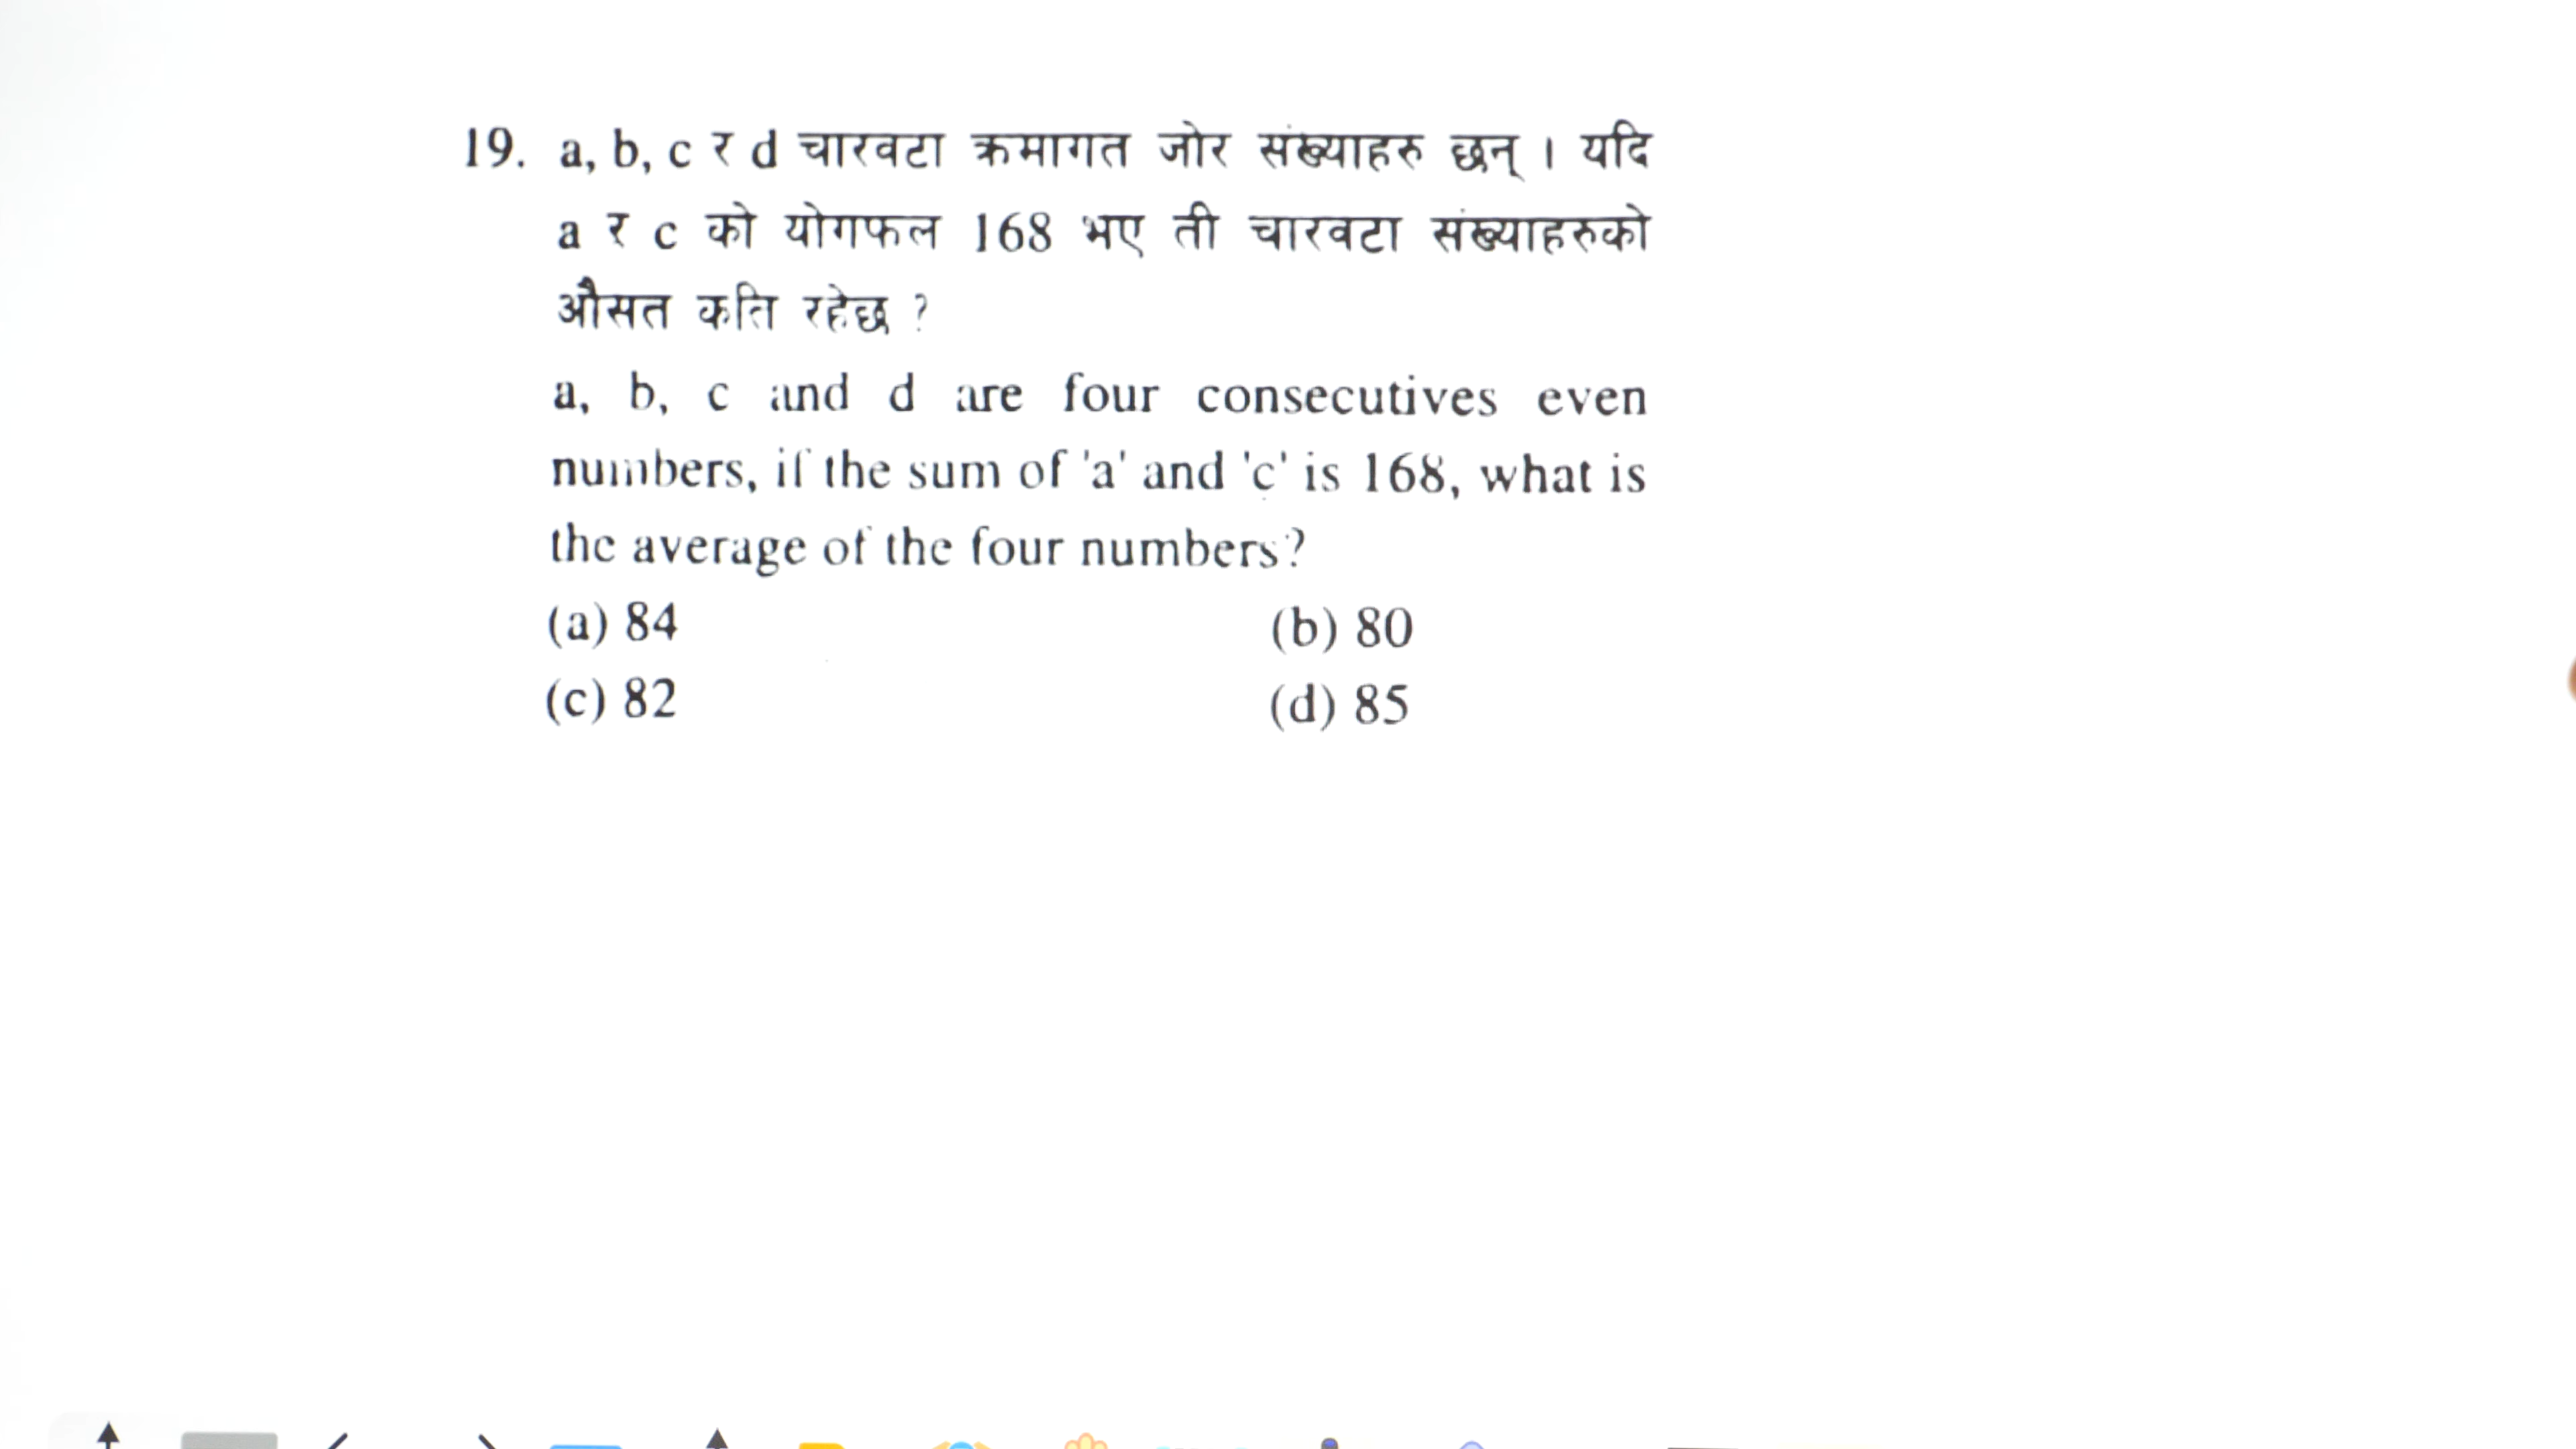 19. a, b, c र d चारवटा क्रमागत जोर संख्याहरु छन् । यदि
a र c को योगफल 168 भए ती चारवटा संख्याहरुको
औसत कति रहेछ ?
a, b, c and d are four consecutives even
numbers, if the sum of 'a' and 'c' is 168, what is
the average of the four numbers?
(a) 84 (b) 80
(c) 82 (d) 85